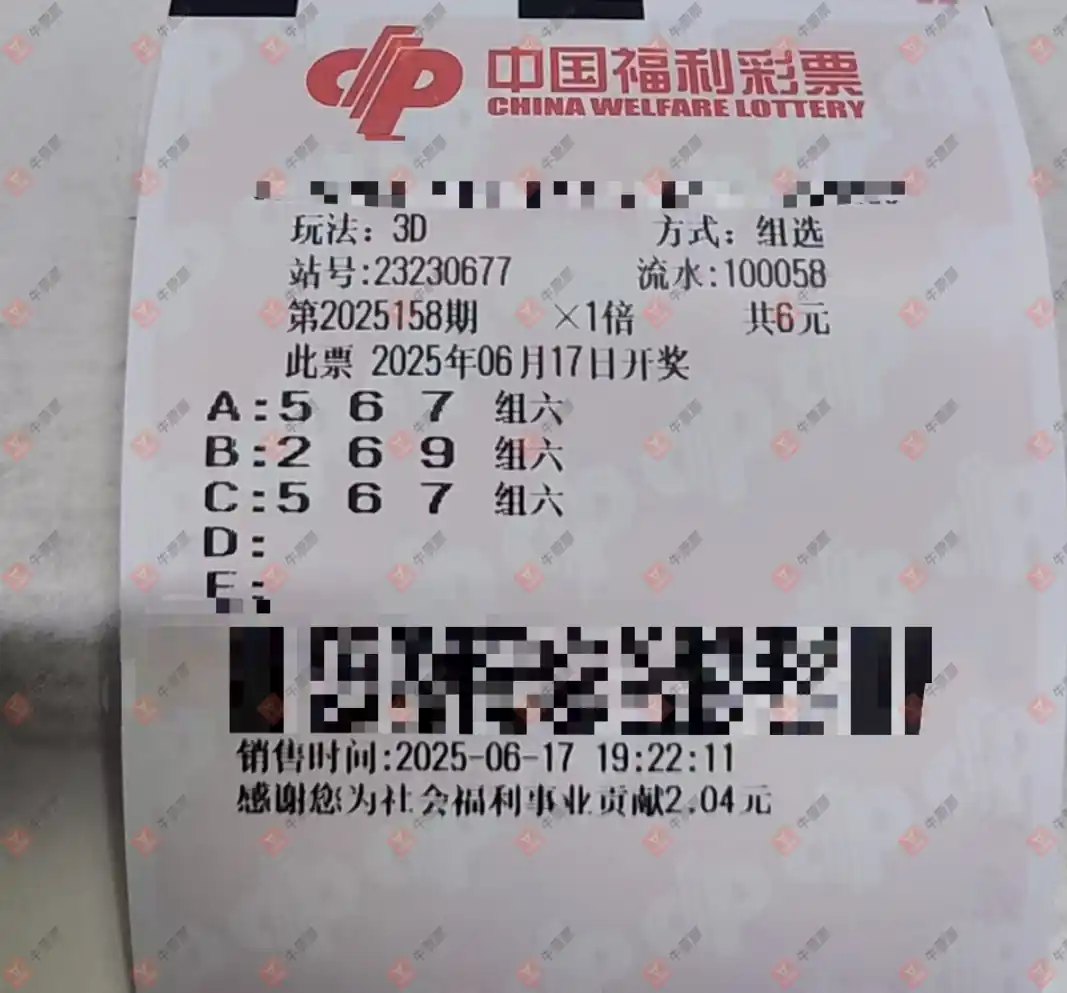 中国福利彩票
CHINA WELFARE LOTTERY
玩法：3D 方式：组选
站号:23230677 流水:100058
第2025158期 ×1倍 共6元
此票 2025年06月17日开奖
A:5 6 7 组六
B:2 6 9 组六
C:5 6 7 组六
D:
E:
销售时间:2025-06-17 19:22:11
感谢您为社会福利事业贡献2.04元